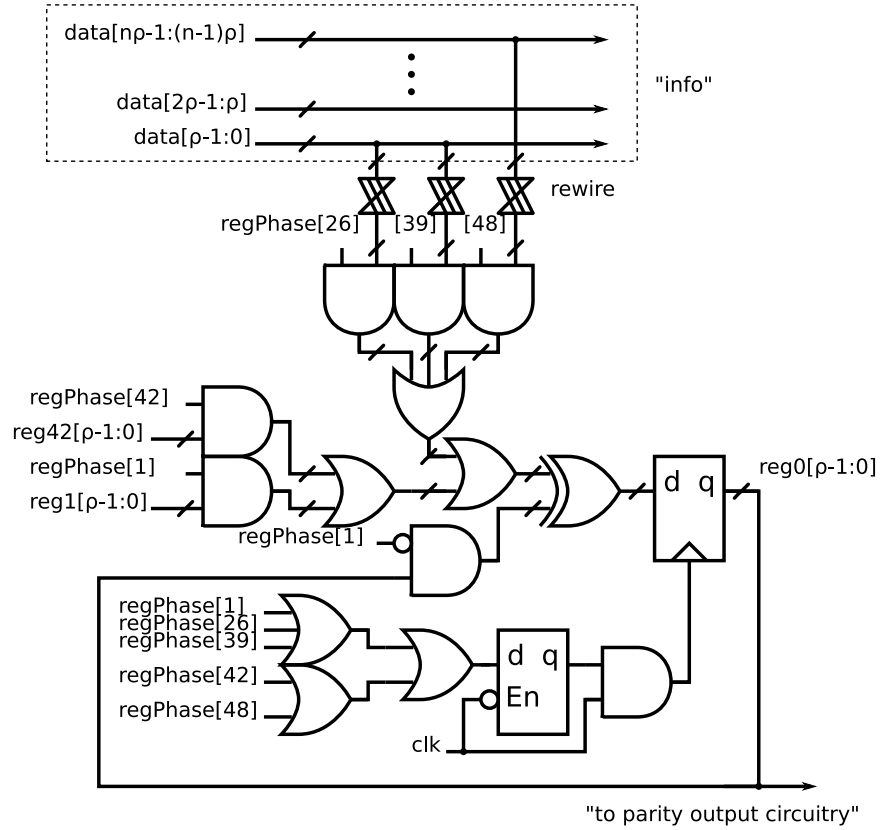 data[nρ-1:(n-1)ρ]
"info"
data[2ρ-1:ρ]
data[ρ-1:0]
rewire
regPhase[26] [39] [48]
regPhase[42]
reg42[ρ-1:0]
regPhase[1]
reg1[ρ-1:0]
d q
reg0[ρ-1:0]
regPhase[1]
regPhase[1]
regPhase[26]
regPhase[39]
regPhase[42]
regPhase[48]
d q
En
clk
"to parity output circuitry"